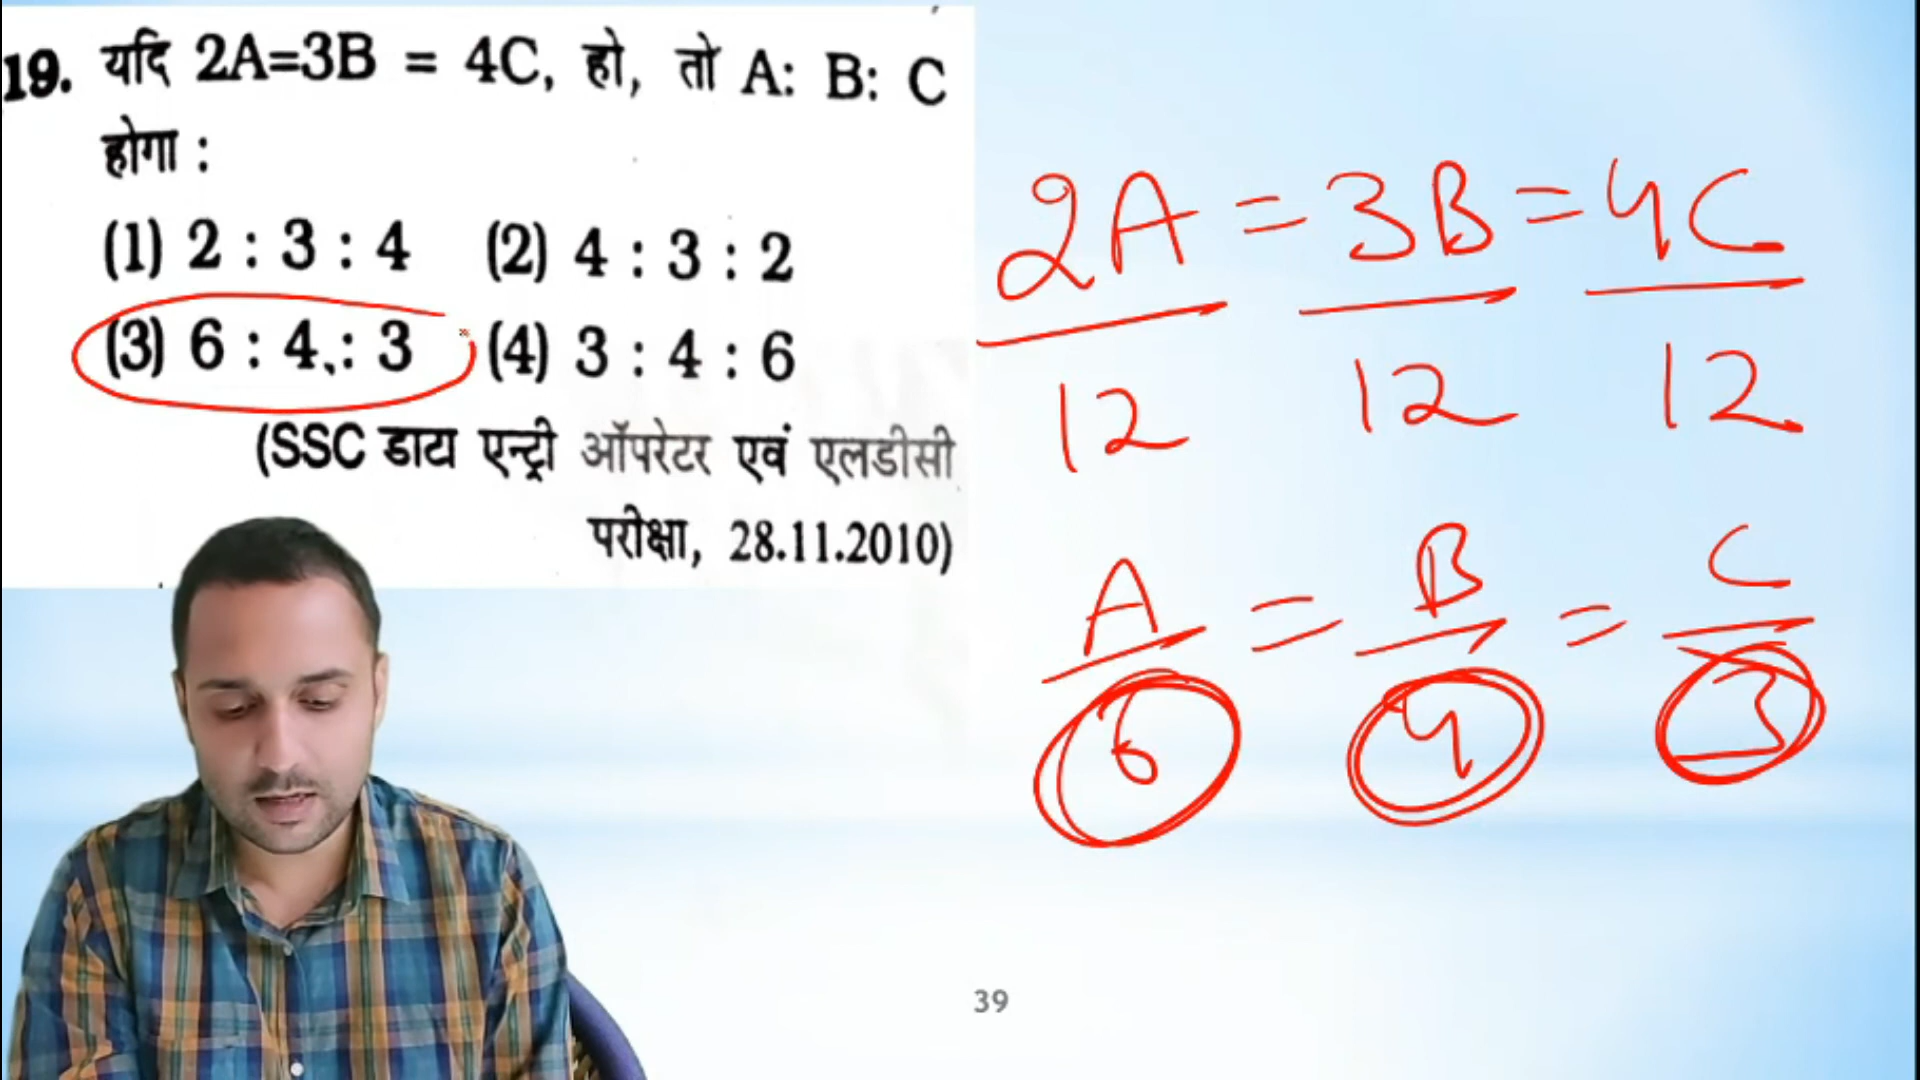 19. यदि 2A=3B = 4C, हो, तो A: B: C
होगा :
(1) 2 : 3 : 4 (2) 4 : 3 : 2
(3) 6 : 4 : 3 (4) 3 : 4 : 6
(SSC डाटा एन्ट्री ऑपरेटर एवं एलडीसी
परीक्षा, 28.11.2010)
2A = 3B = 4C
12 12 12
A = B = C
6 4 3
39